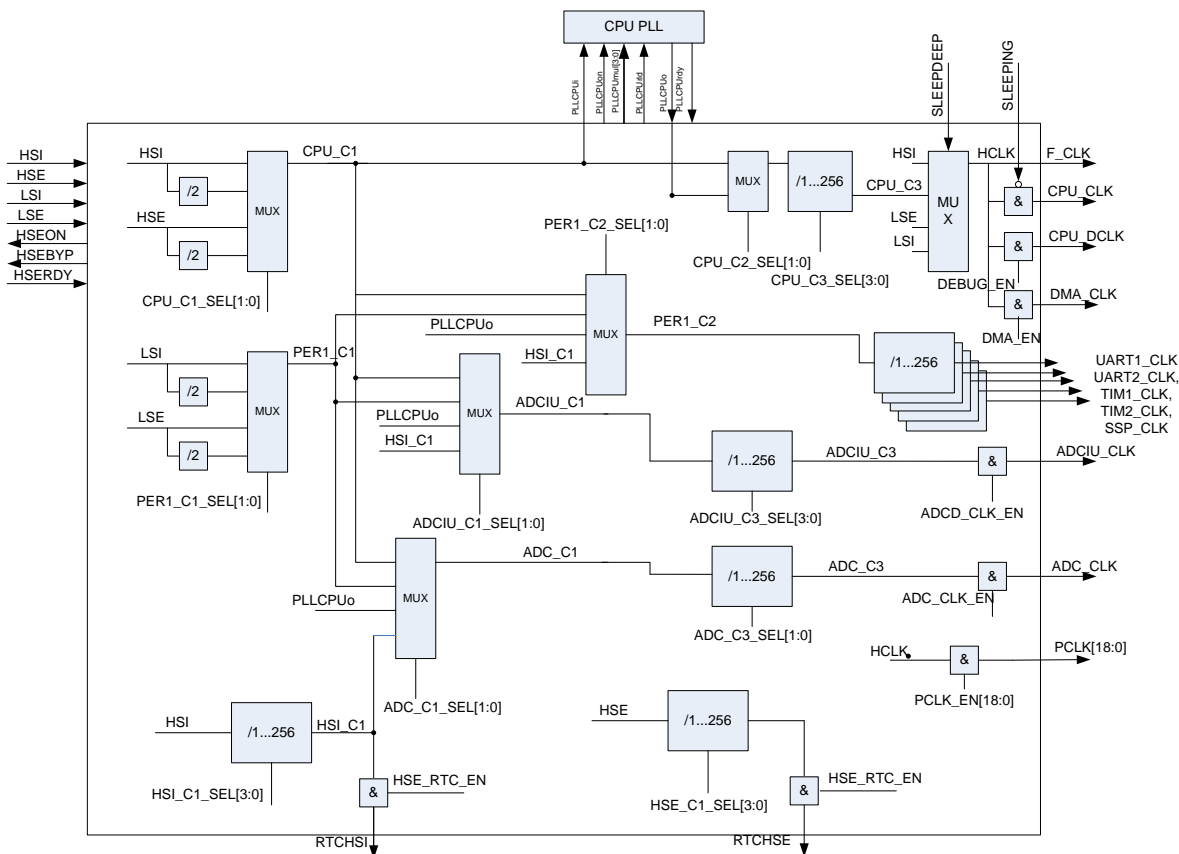 CPU PLL
PLLCPUi
PLLCPUon
PLLCPUmul[3:0]
PLLCPUrld
PLLCPUo
PLLCPUrdy
SLEEPDEEP
SLEEPING
HSI
HSE
LSI
LSE
HSEON
HSEBYP
HSERDY
HSI
/2
HSE
/2
MUX
CPU_C1
CPU_C1_SEL[1:0]
MUX
CPU_C2_SEL[1:0]
/1...256
CPU_C3
CPU_C3_SEL[3:0]
HSI
LSE
LSI
MU
X
HCLK
F_CLK
&
CPU_CLK
&
CPU_DCLK
DEBUG_EN
&
DMA_CLK
DMA_EN
PER1_C2_SEL[1:0]
PLLCPUo
HSI_C1
MUX
PER1_C2
/1...256
UART1_CLK
UART2_CLK,
TIM1_CLK,
TIM2_CLK,
SSP_CLK
LSI
/2
LSE
/2
MUX
PER1_C1
PER1_C1_SEL[1:0]
PLLCPUo
HSI_C1
MUX
ADCIU_C1
ADCIU_C1_SEL[1:0]
/1...256
ADCIU_C3
ADCIU_C3_SEL[3:0]
&
ADCIU_CLK
ADCD_CLK_EN
PLLCPUo
MUX
ADC_C1
ADC_C1_SEL[1:0]
/1...256
ADC_C3
ADC_C3_SEL[1:0]
&
ADC_CLK
ADC_CLK_EN
HCLK
&
PCLK[18:0]
PCLK_EN[18:0]
HSI
/1...256
HSI_C1
HSI_C1_SEL[3:0]
&
HSE_RTC_EN
RTCHSI
HSE
/1...256
HSE_C1_SEL[3:0]
&
HSE_RTC_EN
RTCHSE